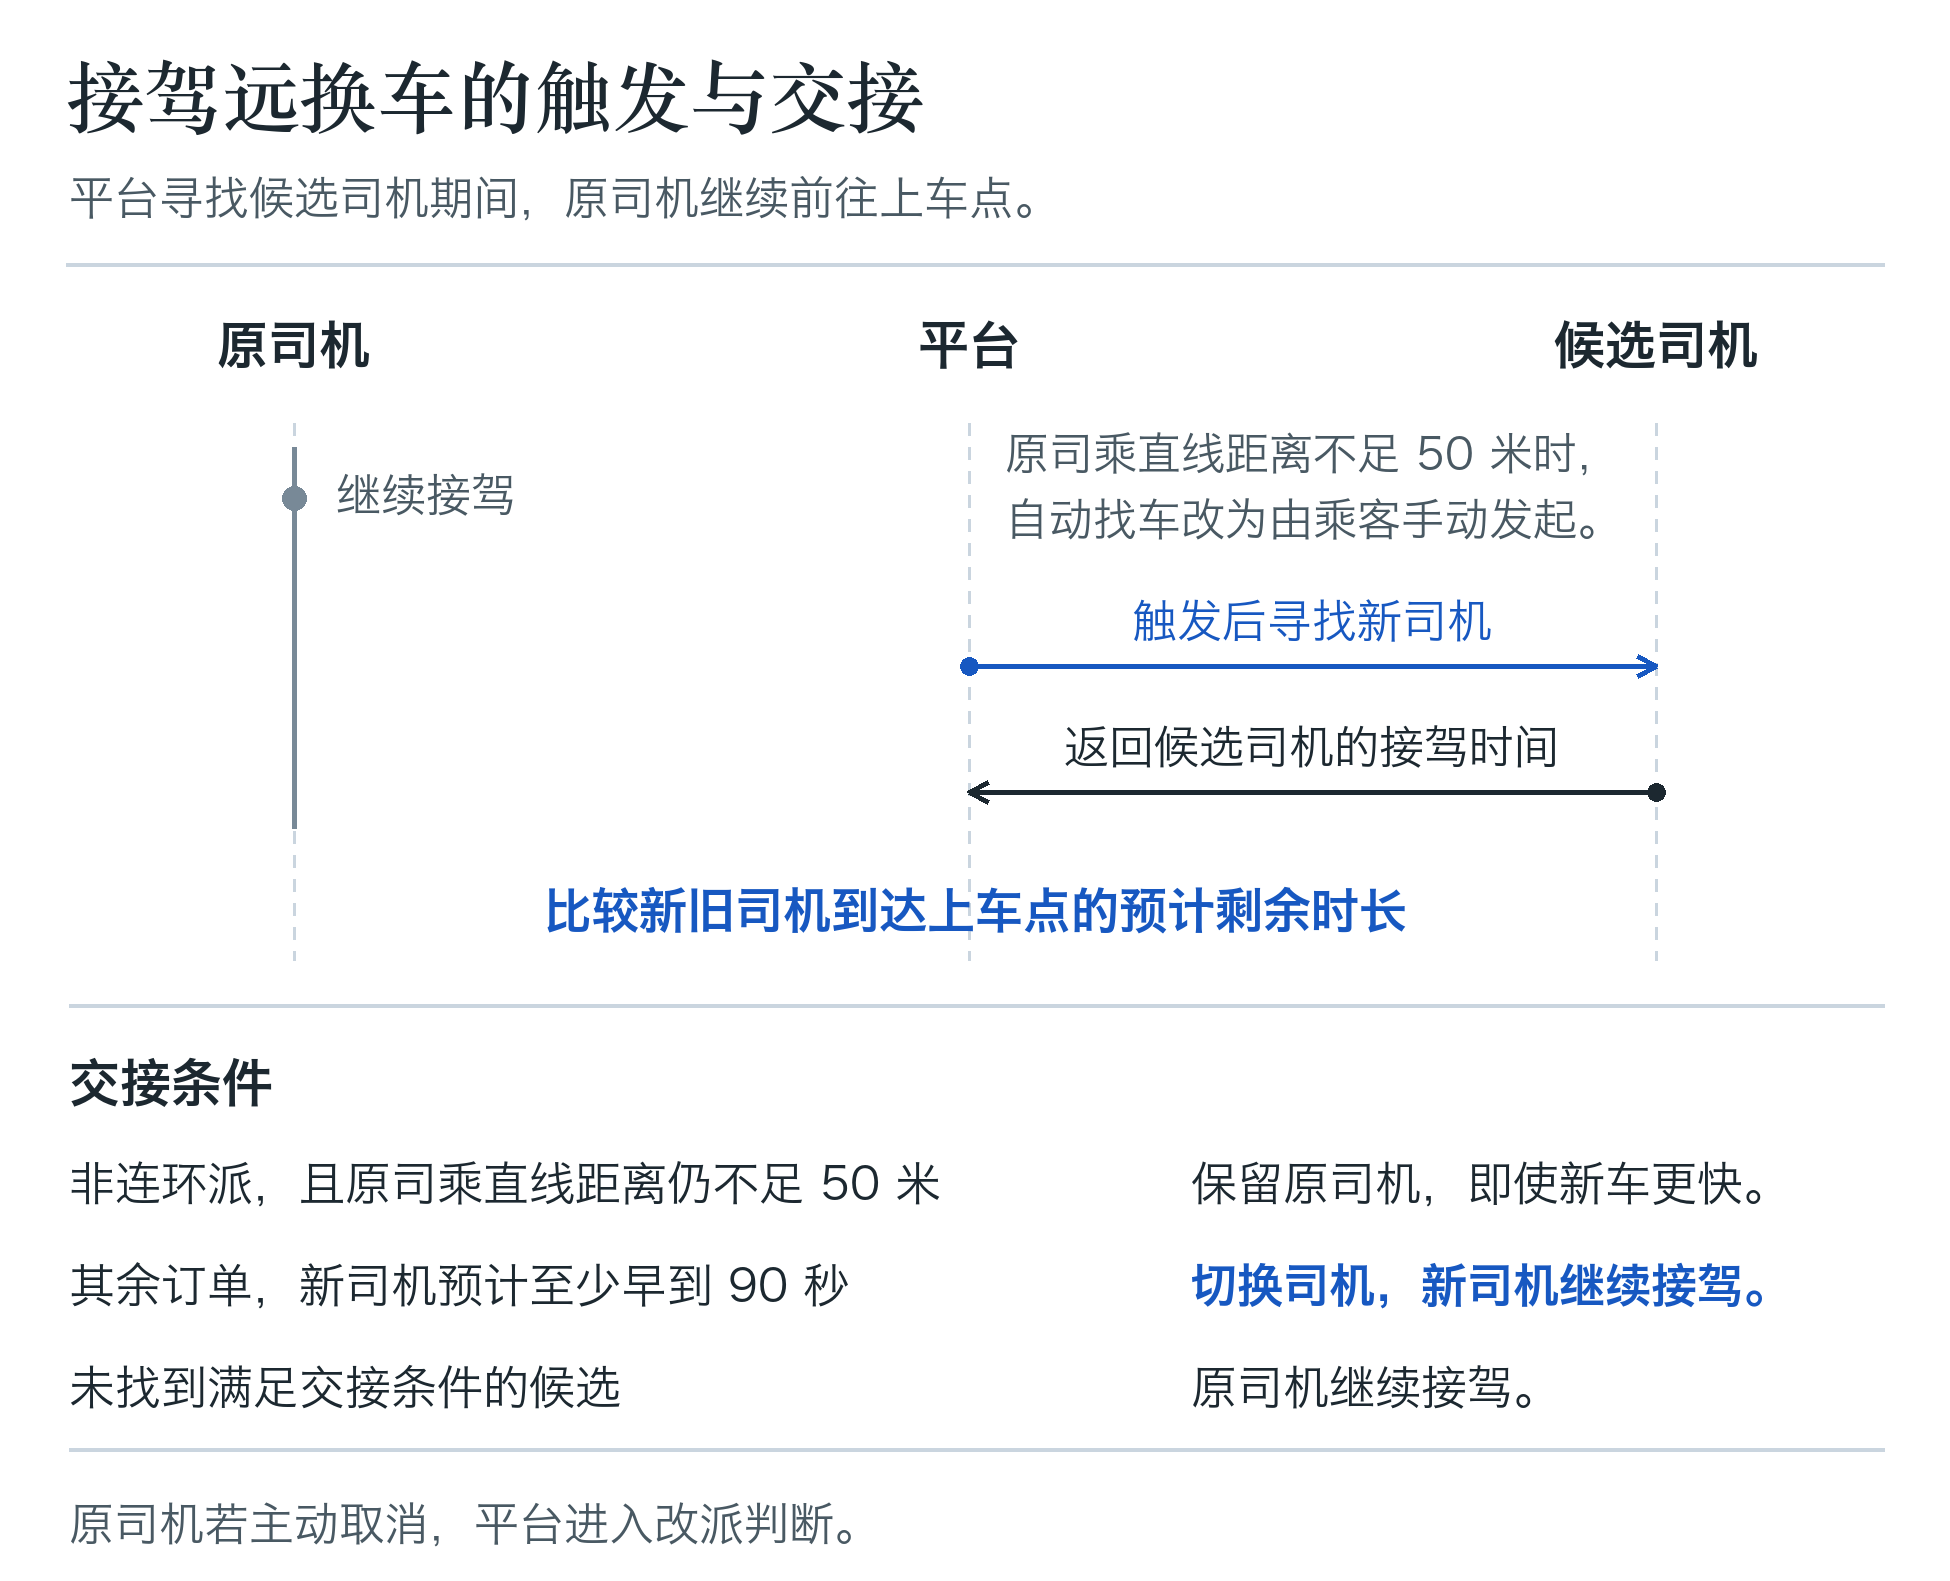 接驾远换车的触发与交接
平台寻找候选司机期间，原司机继续前往上车点。
原司机
平台
候选司机
继续接驾
原司乘直线距离不足 50 米时，
自动找车改为由乘客手动发起。
触发后寻找新司机
返回候选司机的接驾时间
比较新旧司机到达上车点的预计剩余时长
交接条件
非连环派，且原司乘直线距离仍不足 50 米
保留原司机，即使新车更快。
其余订单，新司机预计至少早到 90 秒
切换司机，新司机继续接驾。
未找到满足交接条件的候选
原司机继续接驾。
原司机若主动取消，平台进入改派判断。